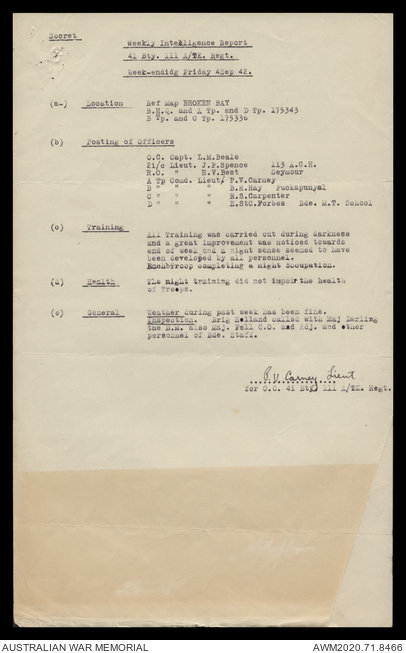 Secret
Weekly Intelligence Report
41 Bty. 111 A/TK. Regt.
Week-endidg Friday 4Sep 42.
(a-) Location Ref Map BROKEN BAY
B.H.Q. and A Tp. and D Tp. 175343
B Tp. and C Tp. 175336
(b) Posting of Officers
O.C. Capt. L.M.Beale
2i/c Lieut. J.F.Spence 113 A.G.H.
R.O. " R.V.Best Seymour
A Tp Comd. Lieut, P.V.Carney
B " " " B.R.Hay Puckapunyal
C " " " R.S.Carpenter
D " " " E.StC.Forbes Bde. M.T. School
(c) Training All Training was carried out during darkness
and a great improvement was noticed towards
end of week and a night sense seemed to have
been developed by all personnel.
Each Troop completing a night occupation.
(d) Health The night training did not impar the health
of Troops.
(e) General Weather during past week has been fine.
Inspection. Brig Holland called with Maj Darling
the B.M. also Maj. Fell C.O. and Adj. and other
personnel of Bde. Staff.
P. V Carney Lieut
for O.C. 41 Bty 111 A/TK. Regt.
AUSTRALIAN WAR MEMORIAL AWM2020.71.8466